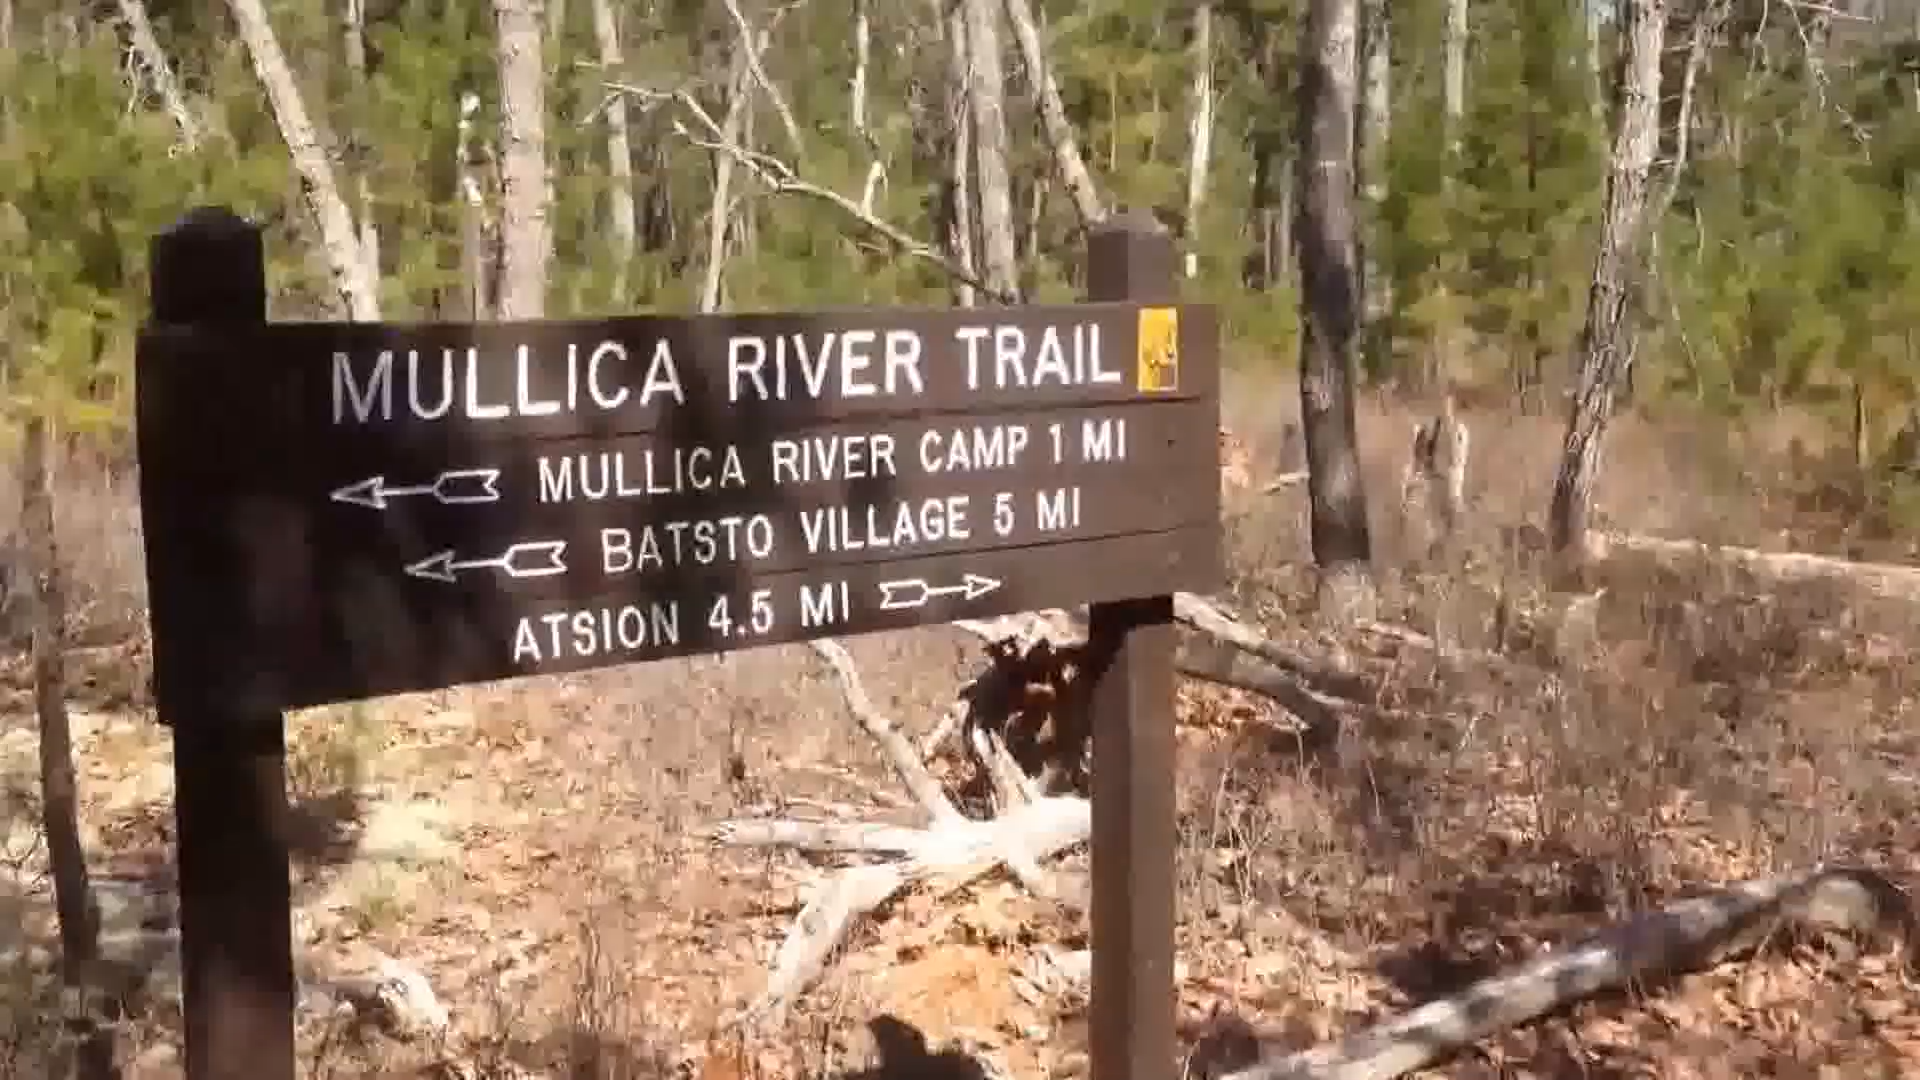 MULLICA RIVER TRAIL
MULLICA RIVER CAMP 1 MI
BATSTO VILLAGE 5 MI
ATSION 4.5 MI